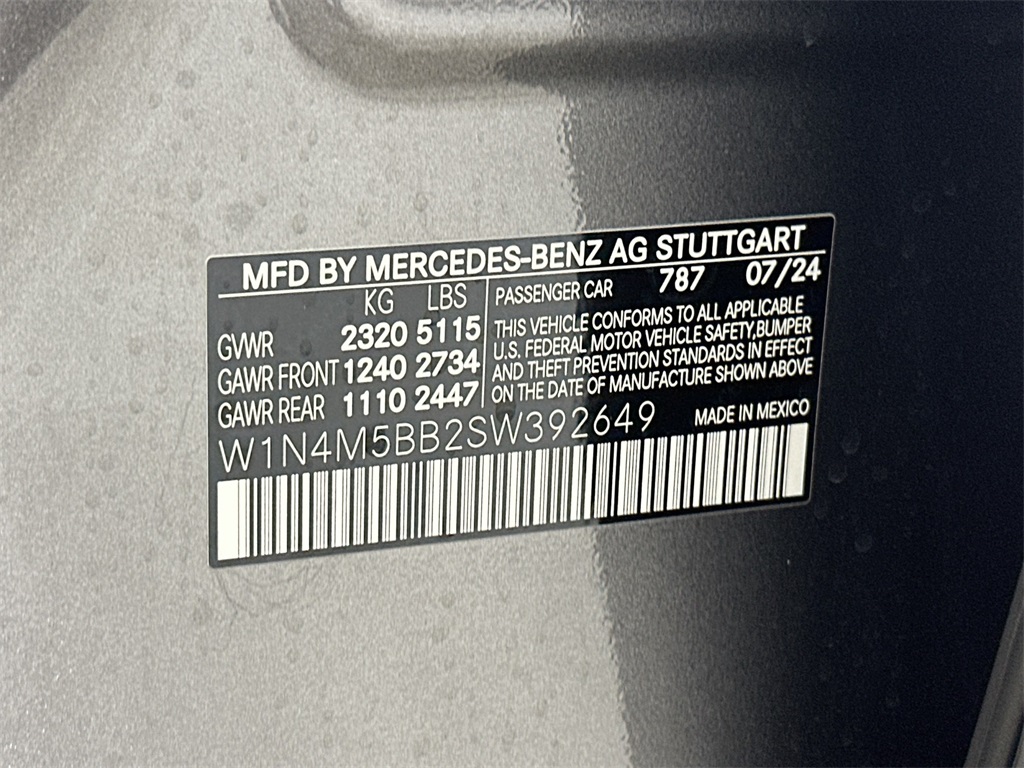 MFD BY MERCEDES-BENZ AG STUTTGART
KG LBS
GVWR 2320 5115
GAWR FRONT 1240 2734
GAWR REAR 1110 2447
PASSENGER CAR 787 07/24
THIS VEHICLE CONFORMS TO ALL APPLICABLE
U.S. FEDERAL MOTOR VEHICLE SAFETY,BUMPER
AND THEFT PREVENTION STANDARDS IN EFFECT
ON THE DATE OF MANUFACTURE SHOWN ABOVE
W1N4M5BB2SW392649 MADE IN MEXICO